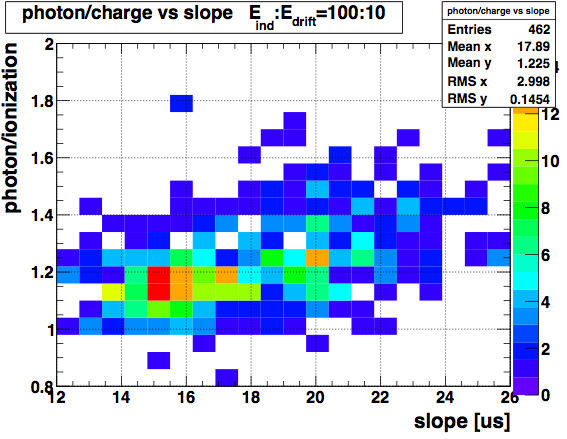 photon/charge vs slope E_ind:E_drift=100:10
photon/charge vs slope
Entries 462
Mean x 17.89
Mean y 1.225
RMS x 2.998
RMS y 0.1454
photon/ionization
2
1.8
1.6
1.4
1.2
1
0.8
12 14 16 18 20 22 24 26
slope [us]
12
10
8
6
4
2
0